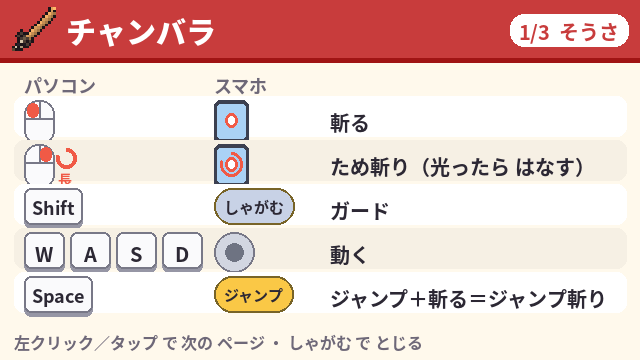 チャンバラ
1/3 そうさ
パソコン スマホ
斬る
長 ため斬り（光ったら はなす）
Shift しゃがむ ガード
W A S D 動く
Space ジャンプ ジャンプ＋斬る＝ジャンプ斬り
左クリック／タップ で 次の ページ ・ しゃがむ で とじる